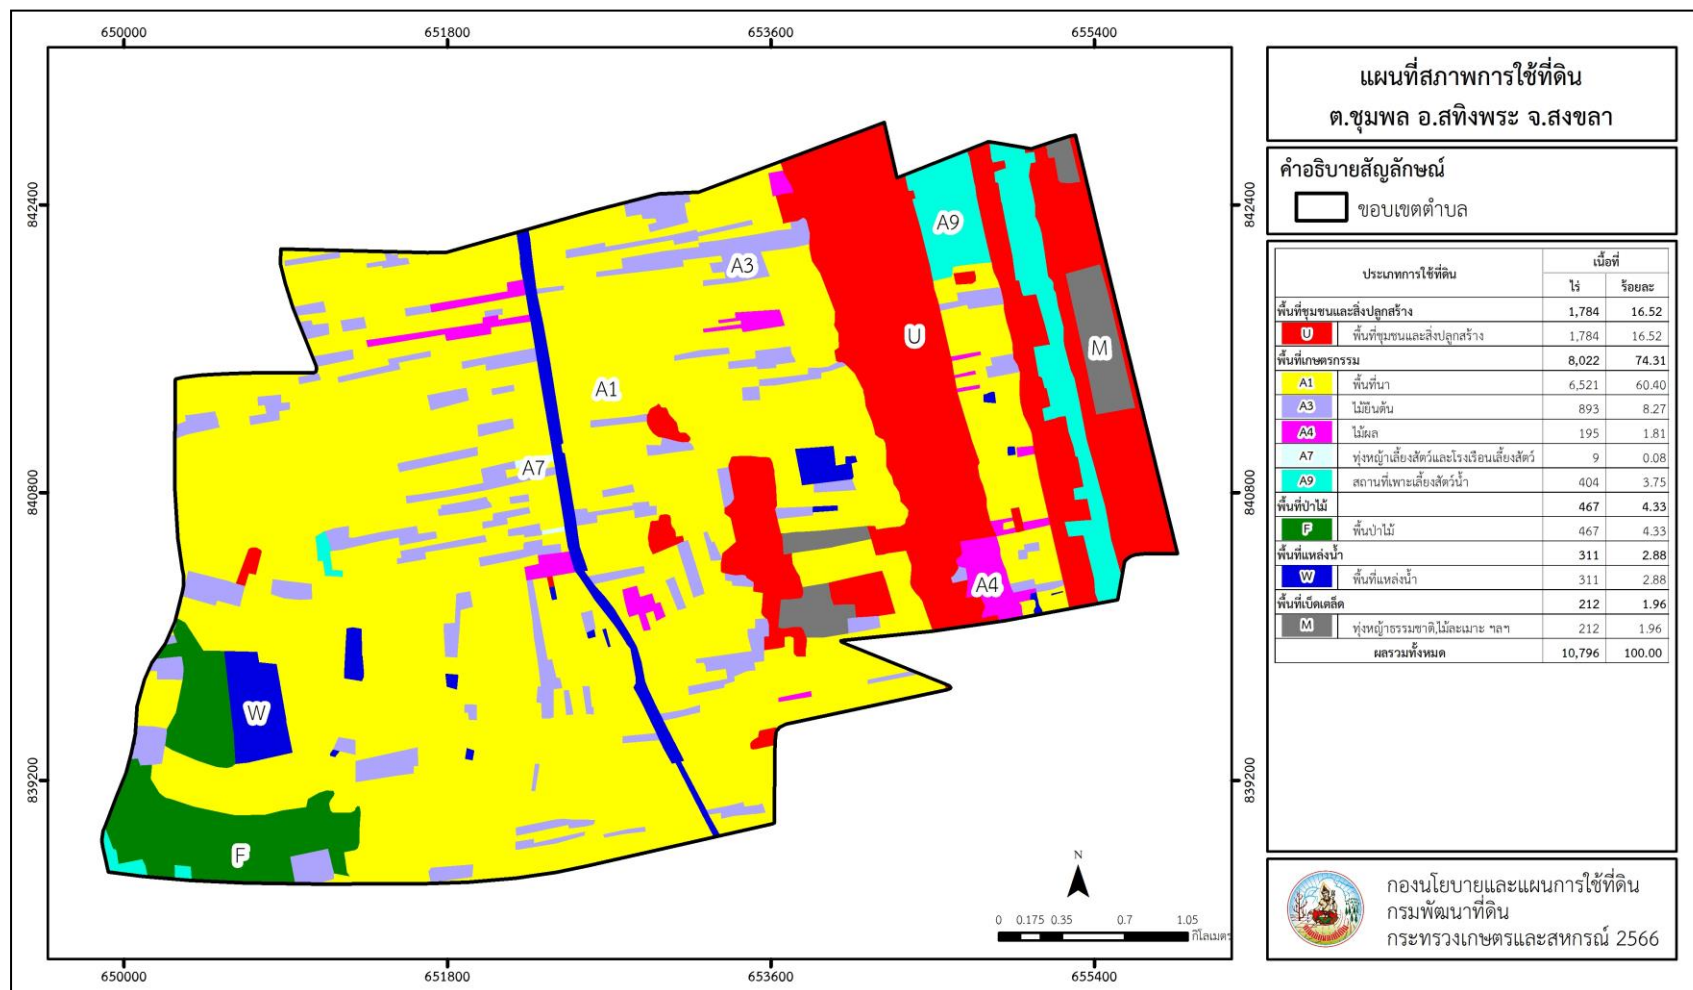 650000
651800
653600
655400
842400
842400
840800
840800
839200
839200
A9
A3
U
M
A1
A7
A4
W
F
N
0 0.175 0.35 0.7 1.05
กิโลเมตร
650000
651800
653600
655400
แผนที่สภาพการใช้ที่ดิน
ต.ชุมพล อ.สทิงพระ จ.สงขลา
คำอธิบายสัญลักษณ์
ขอบเขตตำบล
ประเภทการใช้ที่ดิน เนื้อที่
ไร่ ร้อยละ
พื้นที่ชุมชนและสิ่งปลูกสร้าง 1,784 16.52
U พื้นที่ชุมชนและสิ่งปลูกสร้าง 1,784 16.52
พื้นที่เกษตรกรรม 8,022 74.31
A1 พื้นที่นา 6,521 60.40
A3 ไม้ยืนต้น 893 8.27
A4 ไม้ผล 195 1.81
A7 ทุ่งหญ้าเลี้ยงสัตว์และโรงเรือนเลี้ยงสัตว์ 9 0.08
A9 สถานที่เพาะเลี้ยงสัตว์น้ำ 404 3.75
พื้นที่ป่าไม้ 467 4.33
F พื้นป่าไม้ 467 4.33
พื้นที่แหล่งน้ำ 311 2.88
W พื้นที่แหล่งน้ำ 311 2.88
พื้นที่เบ็ดเตล็ด 212 1.96
M ทุ่งหญ้าธรรมชาติ,ไม้ละเมาะ ฯลฯ 212 1.96
ผลรวมทั้งหมด 10,796 100.00
กองนโยบายและแผนการใช้ที่ดิน
กรมพัฒนาที่ดิน
กระทรวงเกษตรและสหกรณ์ 2566